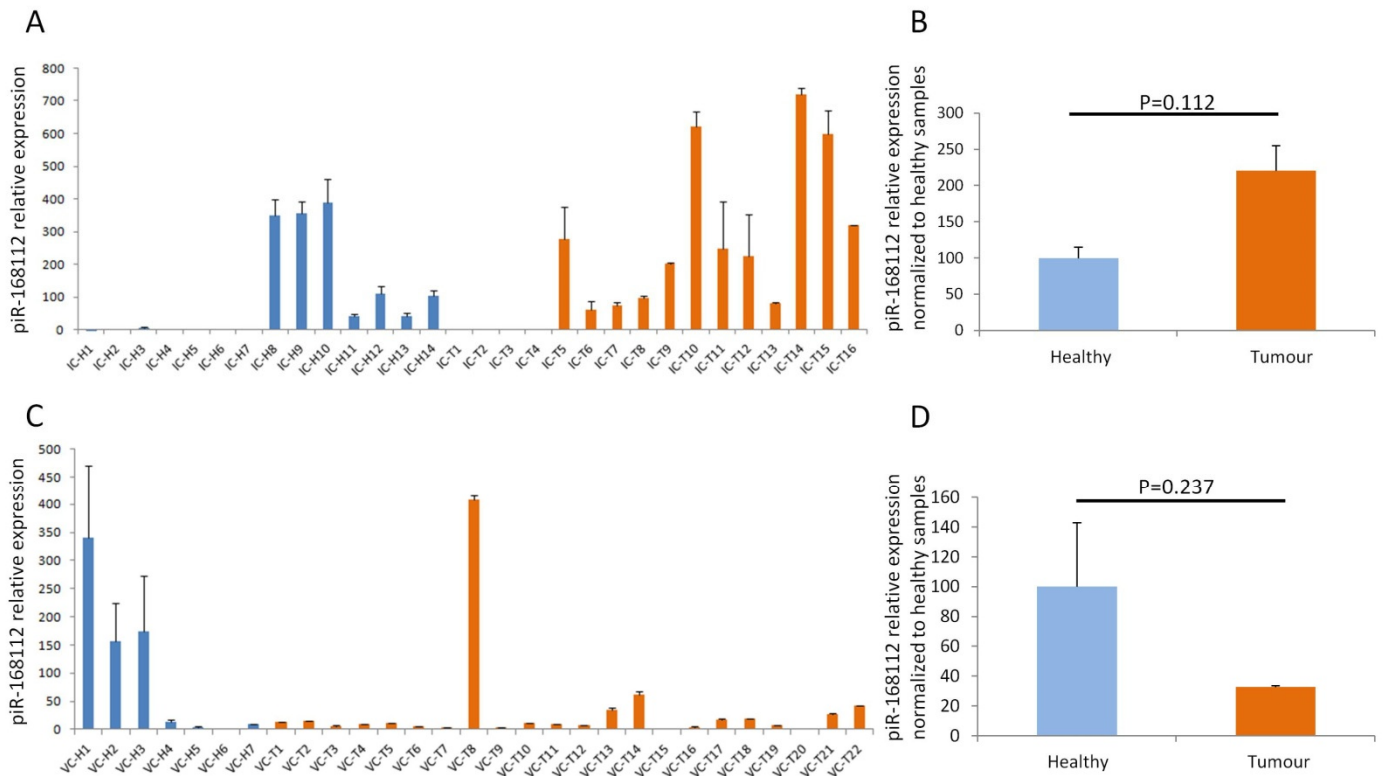 A
piR-168112 relative expression
800
700
600
500
400
300
200
100
0
IC-H1
IC-H2
IC-H3
IC-H4
IC-H5
IC-H6
IC-H7
IC-H8
IC-H9
IC-H10
IC-H11
IC-H12
IC-H13
IC-H14
IC-T1
IC-T2
IC-T3
IC-T4
IC-T5
IC-T6
IC-T7
IC-T8
IC-T9
IC-T10
IC-T11
IC-T12
IC-T13
IC-T14
IC-T15
IC-T16
B
piR-168112 relative expression
normalized to healthy samples
P=0.112
300
250
200
150
100
50
0
Healthy
Tumour
C
piR-168112 relative expression
500
450
400
350
300
250
200
150
100
50
0
VC-H1
VC-H2
VC-H3
VC-H4
VC-H5
VC-H6
VC-H7
VC-T1
VC-T2
VC-T3
VC-T4
VC-T5
VC-T6
VC-T7
VC-T8
VC-T9
VC-T10
VC-T11
VC-T12
VC-T13
VC-T14
VC-T15
VC-T16
VC-T17
VC-T18
VC-T19
VC-T20
VC-T21
VC-T22
D
piR-168112 relative expression
normalized to healthy samples
P=0.237
160
140
120
100
80
60
40
20
0
Healthy
Tumour